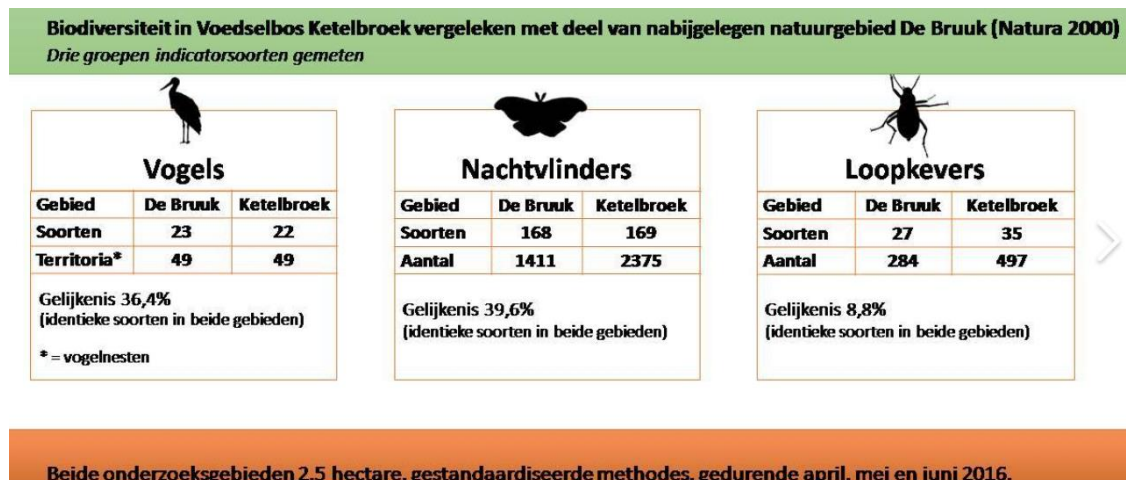 Biodiversiteit in Voedselbos Ketelbroek vergeleken met deel van nabijgelegen natuurgebied De Bruuk (Natura 2000)
Drie groepen indicatorsoorten gemeten
Vogels
Gebied De Bruuk Ketelbroek
Soorten 23 22
Territoria* 49 49
Gelijkenis 36,4%
(identieke soorten in beide gebieden)
* = vogelnesten
Nachtvlinders
Gebied De Bruuk Ketelbroek
Soorten 168 169
Aantal 1411 2375
Gelijkenis 39,6%
(identieke soorten in beide gebieden)
Loopkevers
Gebied De Bruuk Ketelbroek
Soorten 27 35
Aantal 284 497
Gelijkenis 8,8%
(identieke soorten in beide gebieden)
Beide onderzoeksgebieden 2,5 hectare, gestandaardiseerde methodes, gedurende april, mei en juni 2016.